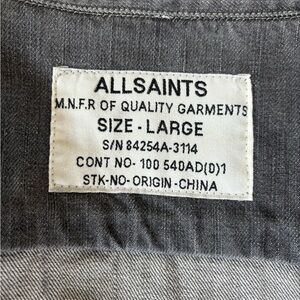 ALLSAINTS
M.N.F.R OF QUALITY GARMENTS
SIZE - LARGE
S/N 84254A-3114
CONT NO- 100 540AD(D)1
STK-NO- ORIGIN -CHINA